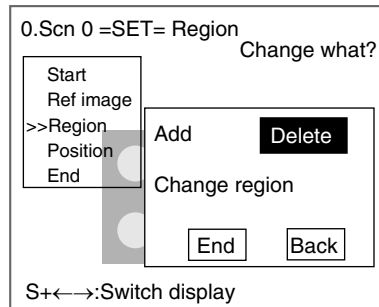 0.Scn 0 =SET= Region
Change what?
Start
Ref image
>>Region
Position
End
Add Delete
Change region
End Back
S+←→:Switch display